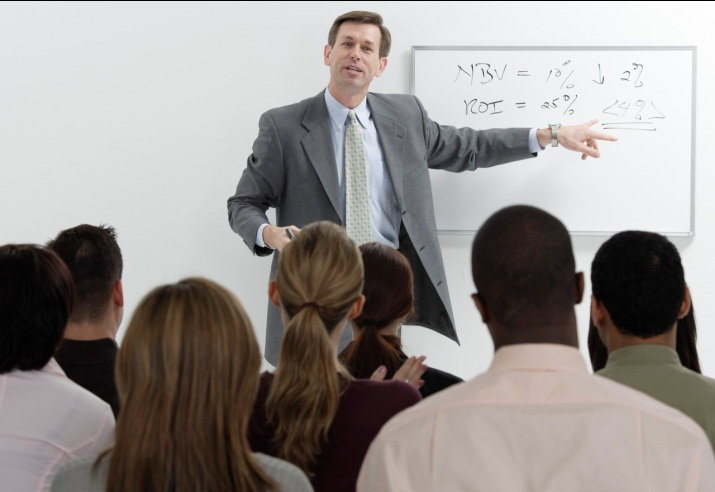 NBV = 10% ↓ 2%
ROI = 25% <4%>